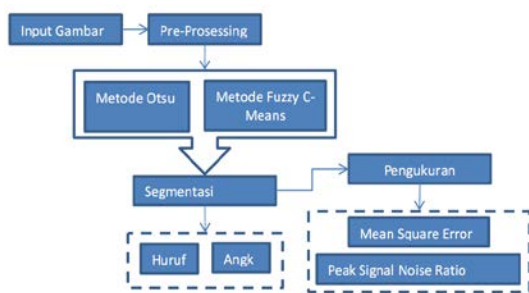 Input Gambar
Pre-Prosessing
Metode Otsu
Metode Fuzzy C-
Means
Segmentasi
Pengukuran
Huruf
Angk
Mean Square Error
Peak Signal Noise Ratio